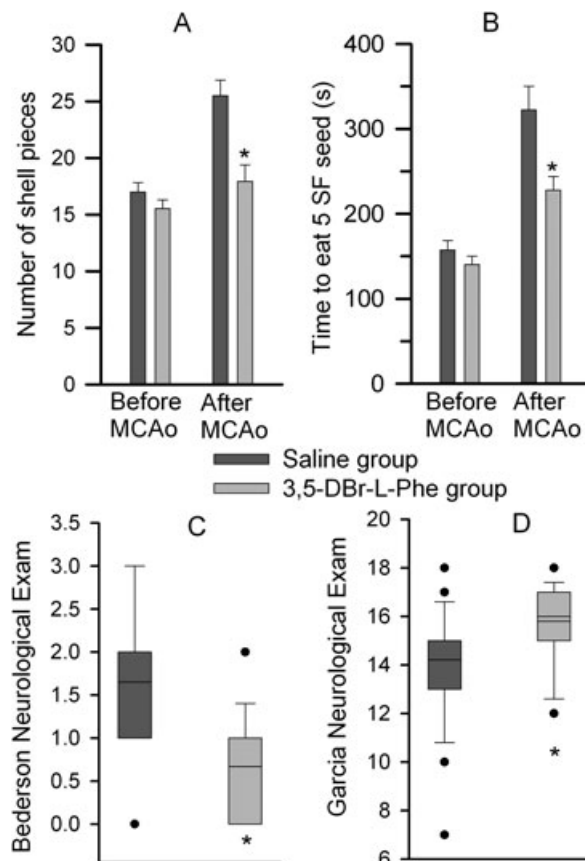 A
B
Number of shell pieces
30
25
20
15
10
5
0
*
Before
MCAo
After
MCAo
Time to eat 5 SF seed (s)
400
300
200
100
0
*
Before
MCAo
After
MCAo
Saline group
3,5-DBr-L-Phe group
C
D
Bederson Neurological Exam
3.5
3.0
2.5
2.0
1.5
1.0
0.5
0.0
*
Garcia Neurological Exam
20
18
16
14
12
10
8
6
*